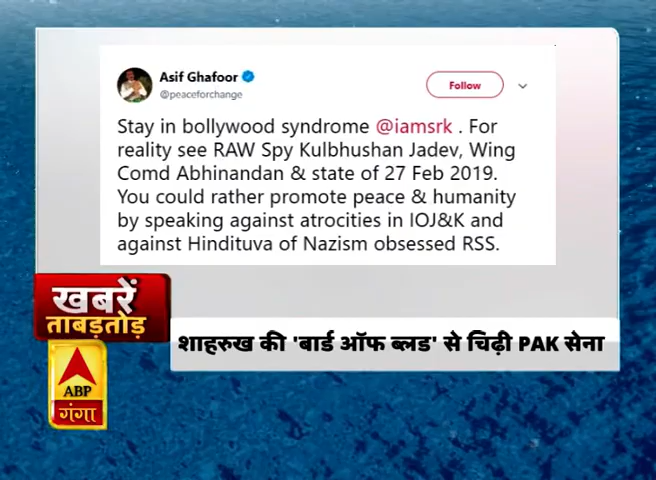 Asif Ghafoor
@peaceforchange
Follow
Stay in bollywood syndrome @iamsrk . For
reality see RAW Spy Kulbhushan Jadev, Wing
Comd Abhinandan & state of 27 Feb 2019.
You could rather promote peace & humanity
by speaking against atrocities in IOJ&K and
against Hindituva of Nazism obsessed RSS.
खबरें
ताबड़तोड़
शाहरुख की 'बार्ड ऑफ ब्लड' से चिढ़ी PAK सेना
ABP
गंगा